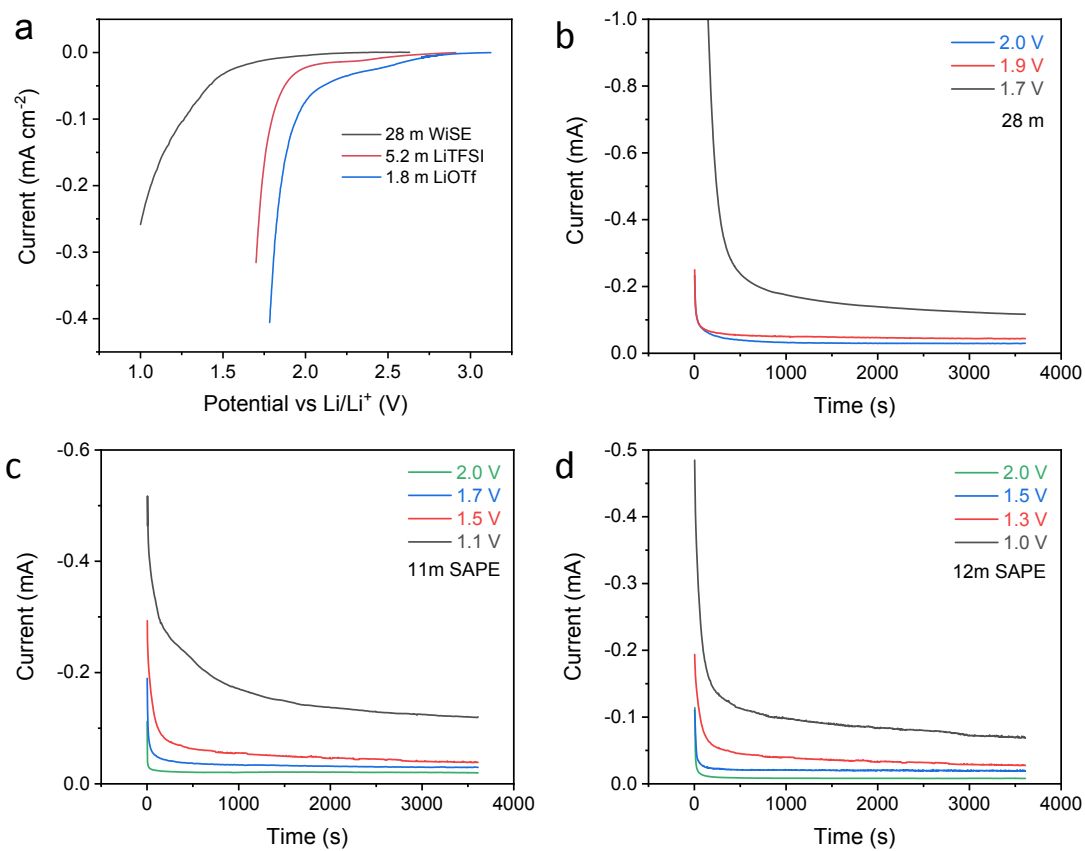 a
0.0
-0.1
-0.2
-0.3
-0.4
Current (mA cm⁻²)
28 m WiSE
5.2 m LiTFSI
1.8 m LiOTf
1.0
1.5
2.0
2.5
3.0
Potential vs Li/Li⁺ (V)
b
-1.0
-0.8
-0.6
-0.4
-0.2
0.0
Current (mA)
2.0 V
1.9 V
1.7 V
28 m
0
1000
2000
3000
4000
Time (s)
c
-0.6
-0.4
-0.2
0.0
Current (mA)
2.0 V
1.7 V
1.5 V
1.1 V
11m SAPE
0
1000
2000
3000
4000
Time (s)
d
-0.5
-0.4
-0.3
-0.2
-0.1
0.0
Current (mA)
2.0 V
1.5 V
1.3 V
1.0 V
12m SAPE
0
1000
2000
3000
4000
Time (s)